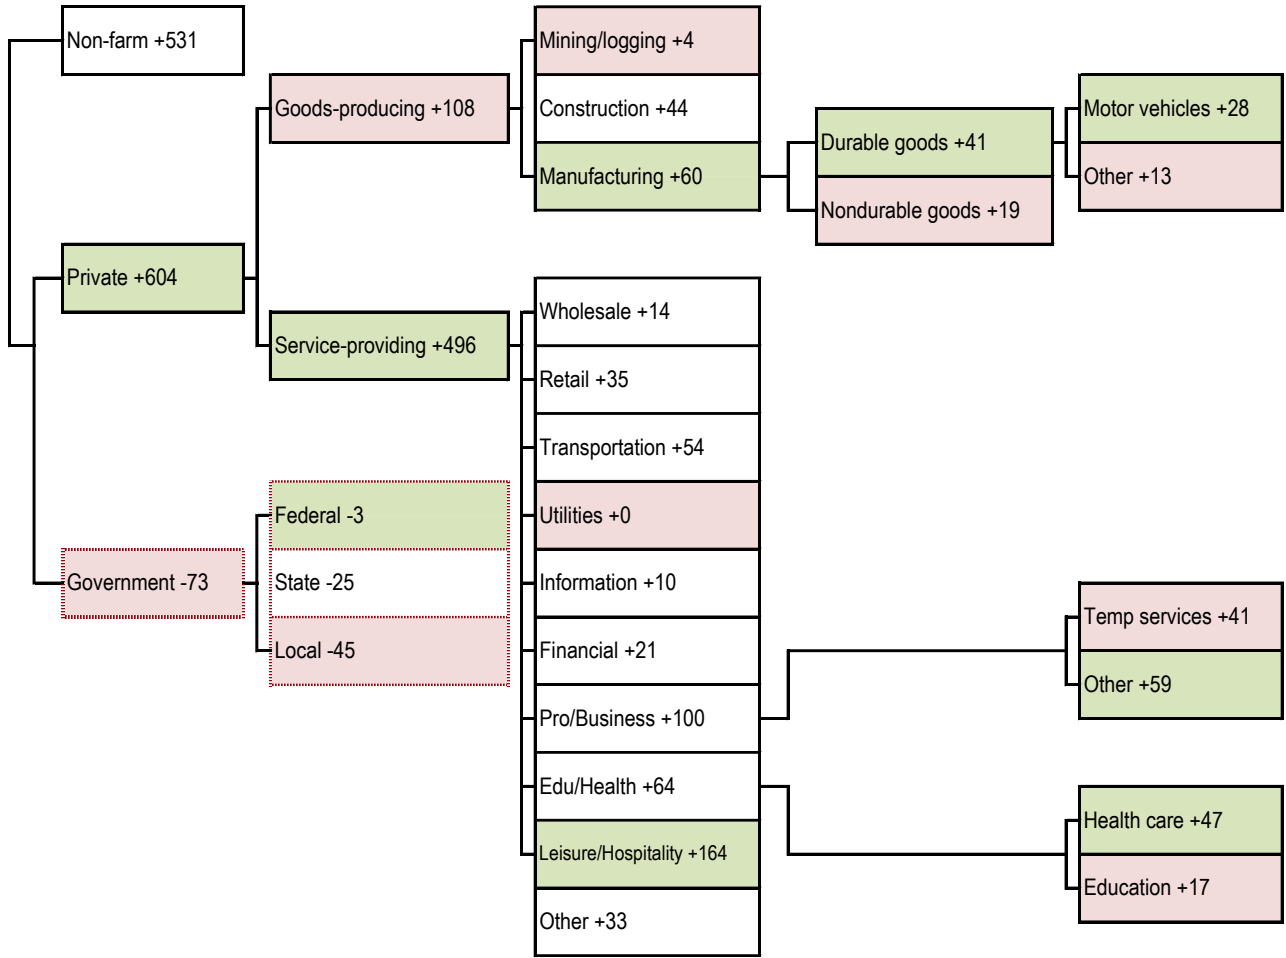 Non-farm +531
Private +604
Government -73
Goods-producing +108
Service-providing +496
Federal -3
State -25
Local -45
Mining/logging +4
Construction +44
Manufacturing +60
Wholesale +14
Retail +35
Transportation +54
Utilities +0
Information +10
Financial +21
Pro/Business +100
Edu/Health +64
Leisure/Hospitality +164
Other +33
Durable goods +41
Nondurable goods +19
Motor vehicles +28
Other +13
Temp services +41
Other +59
Health care +47
Education +17